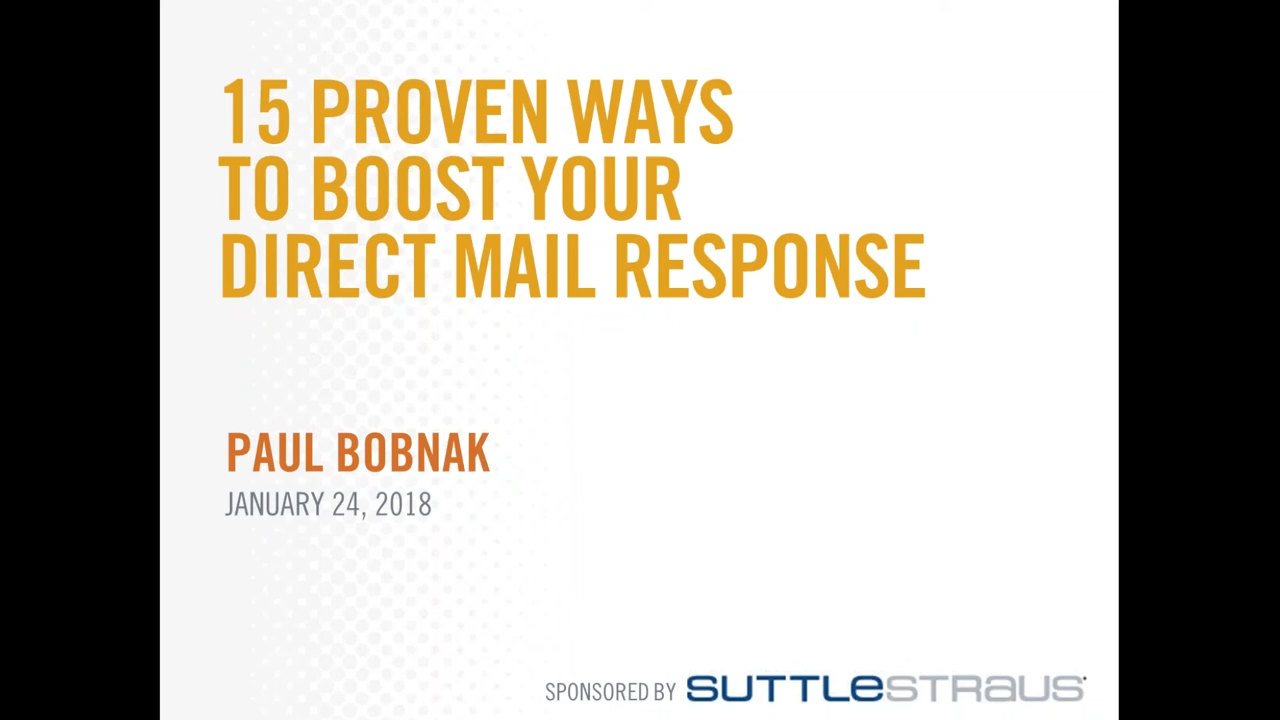 15 PROVEN WAYS
TO BOOST YOUR
DIRECT MAIL RESPONSE
PAUL BOBNAK
JANUARY 24, 2018
SPONSORED BY SUTTLESTRAUS